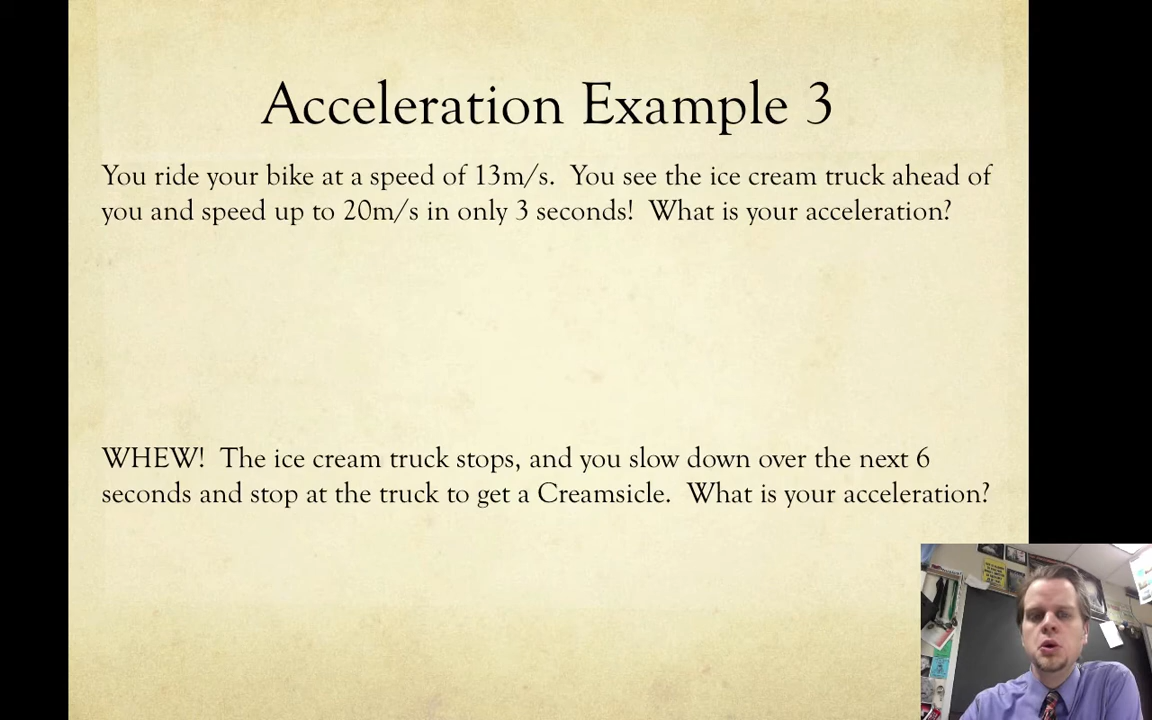 Acceleration Example 3
You ride your bike at a speed of 13m/s.  You see the ice cream truck ahead of
you and speed up to 20m/s in only 3 seconds!  What is your acceleration?
WHEW!  The ice cream truck stops, and you slow down over the next 6
seconds and stop at the truck to get a Creamsicle.  What is your acceleration?